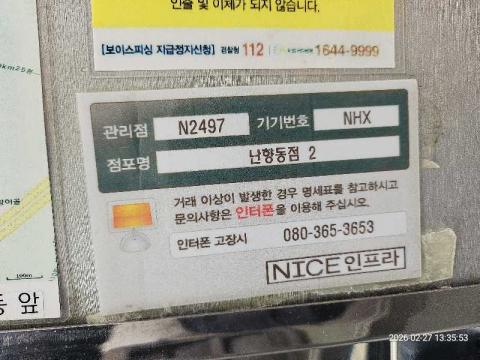 인출 및 이체가 되지 않습니다.
[보이스피싱 지급정지신청] 경찰청 112 1644-9999
관리점 N2497 기기번호 NHX
점포명 난향동점 2
거래 이상이 발생한 경우 명세표를 참고하시고
문의사항은 인터폰을 이용해 주십시오.
인터폰 고장시 080-365-3653
NICE인프라
100m
동 앞
2026-02-27 13:35:53